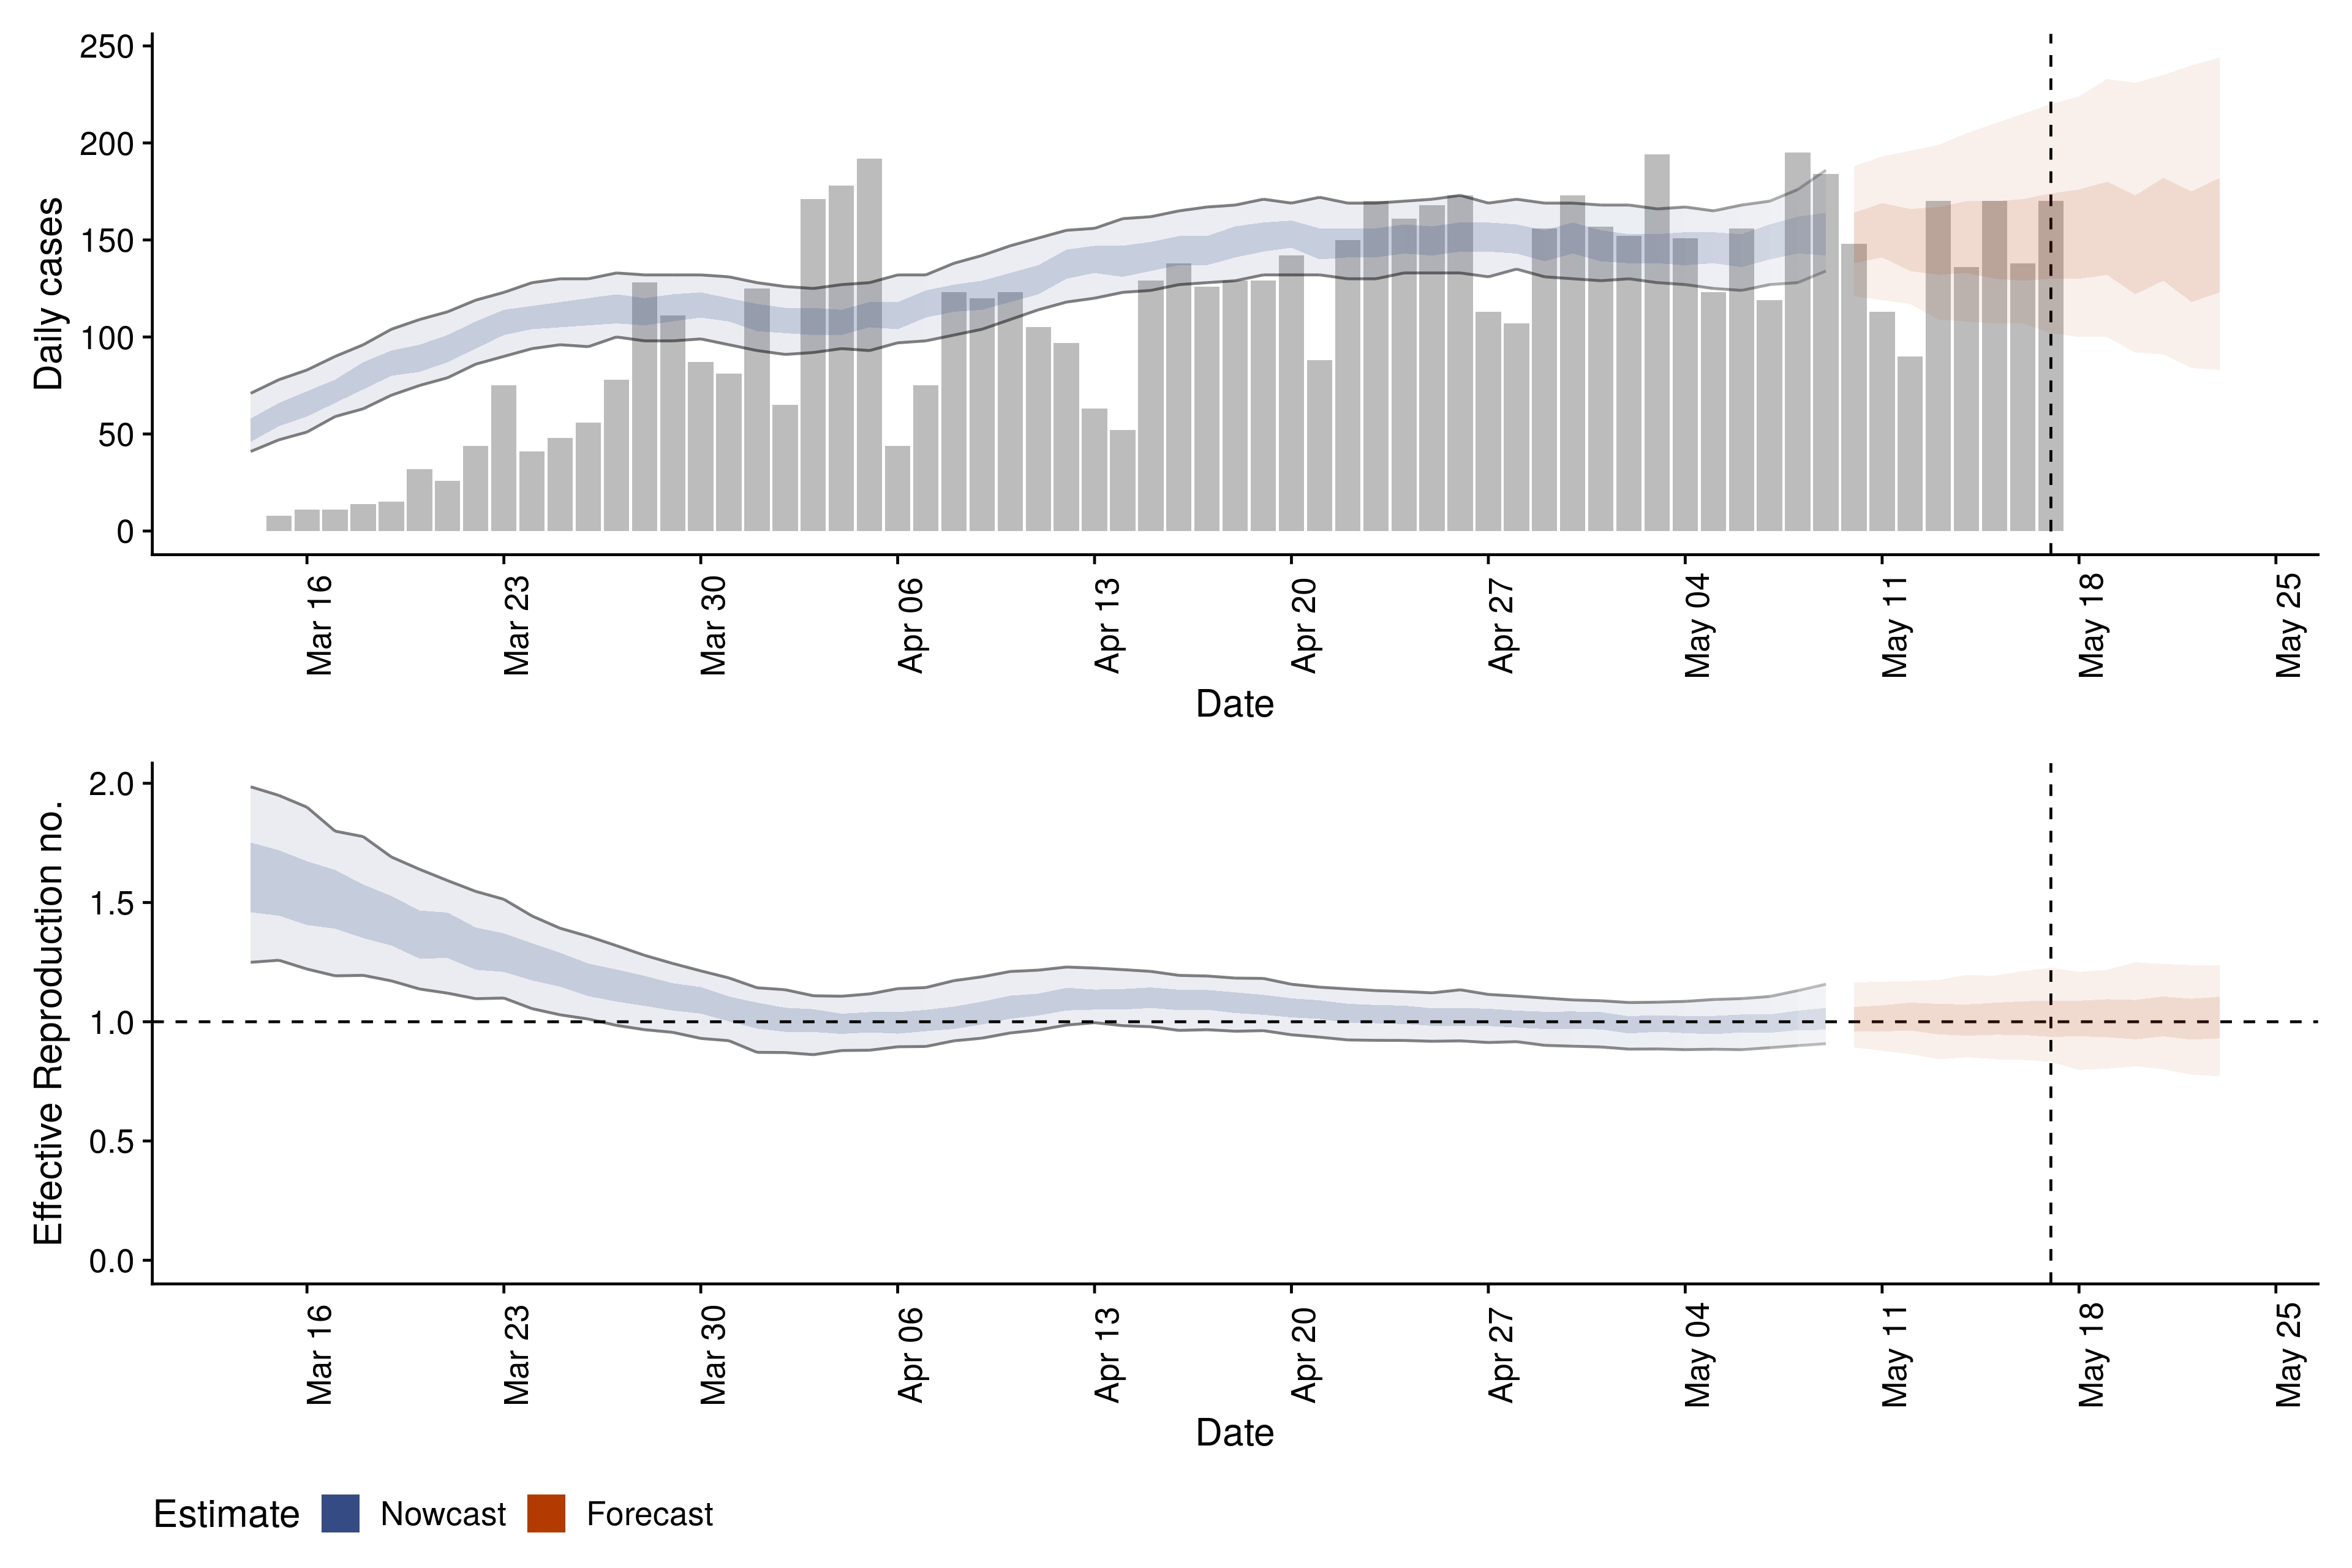 250
200
150
100
50
0
Daily cases
Mar 16
Mar 23
Mar 30
Apr 06
Apr 13
Apr 20
Apr 27
May 04
May 11
May 18
May 25
Date
2.0
1.5
1.0
0.5
0.0
Effective Reproduction no.
Mar 16
Mar 23
Mar 30
Apr 06
Apr 13
Apr 20
Apr 27
May 04
May 11
May 18
May 25
Date
Estimate Nowcast Forecast